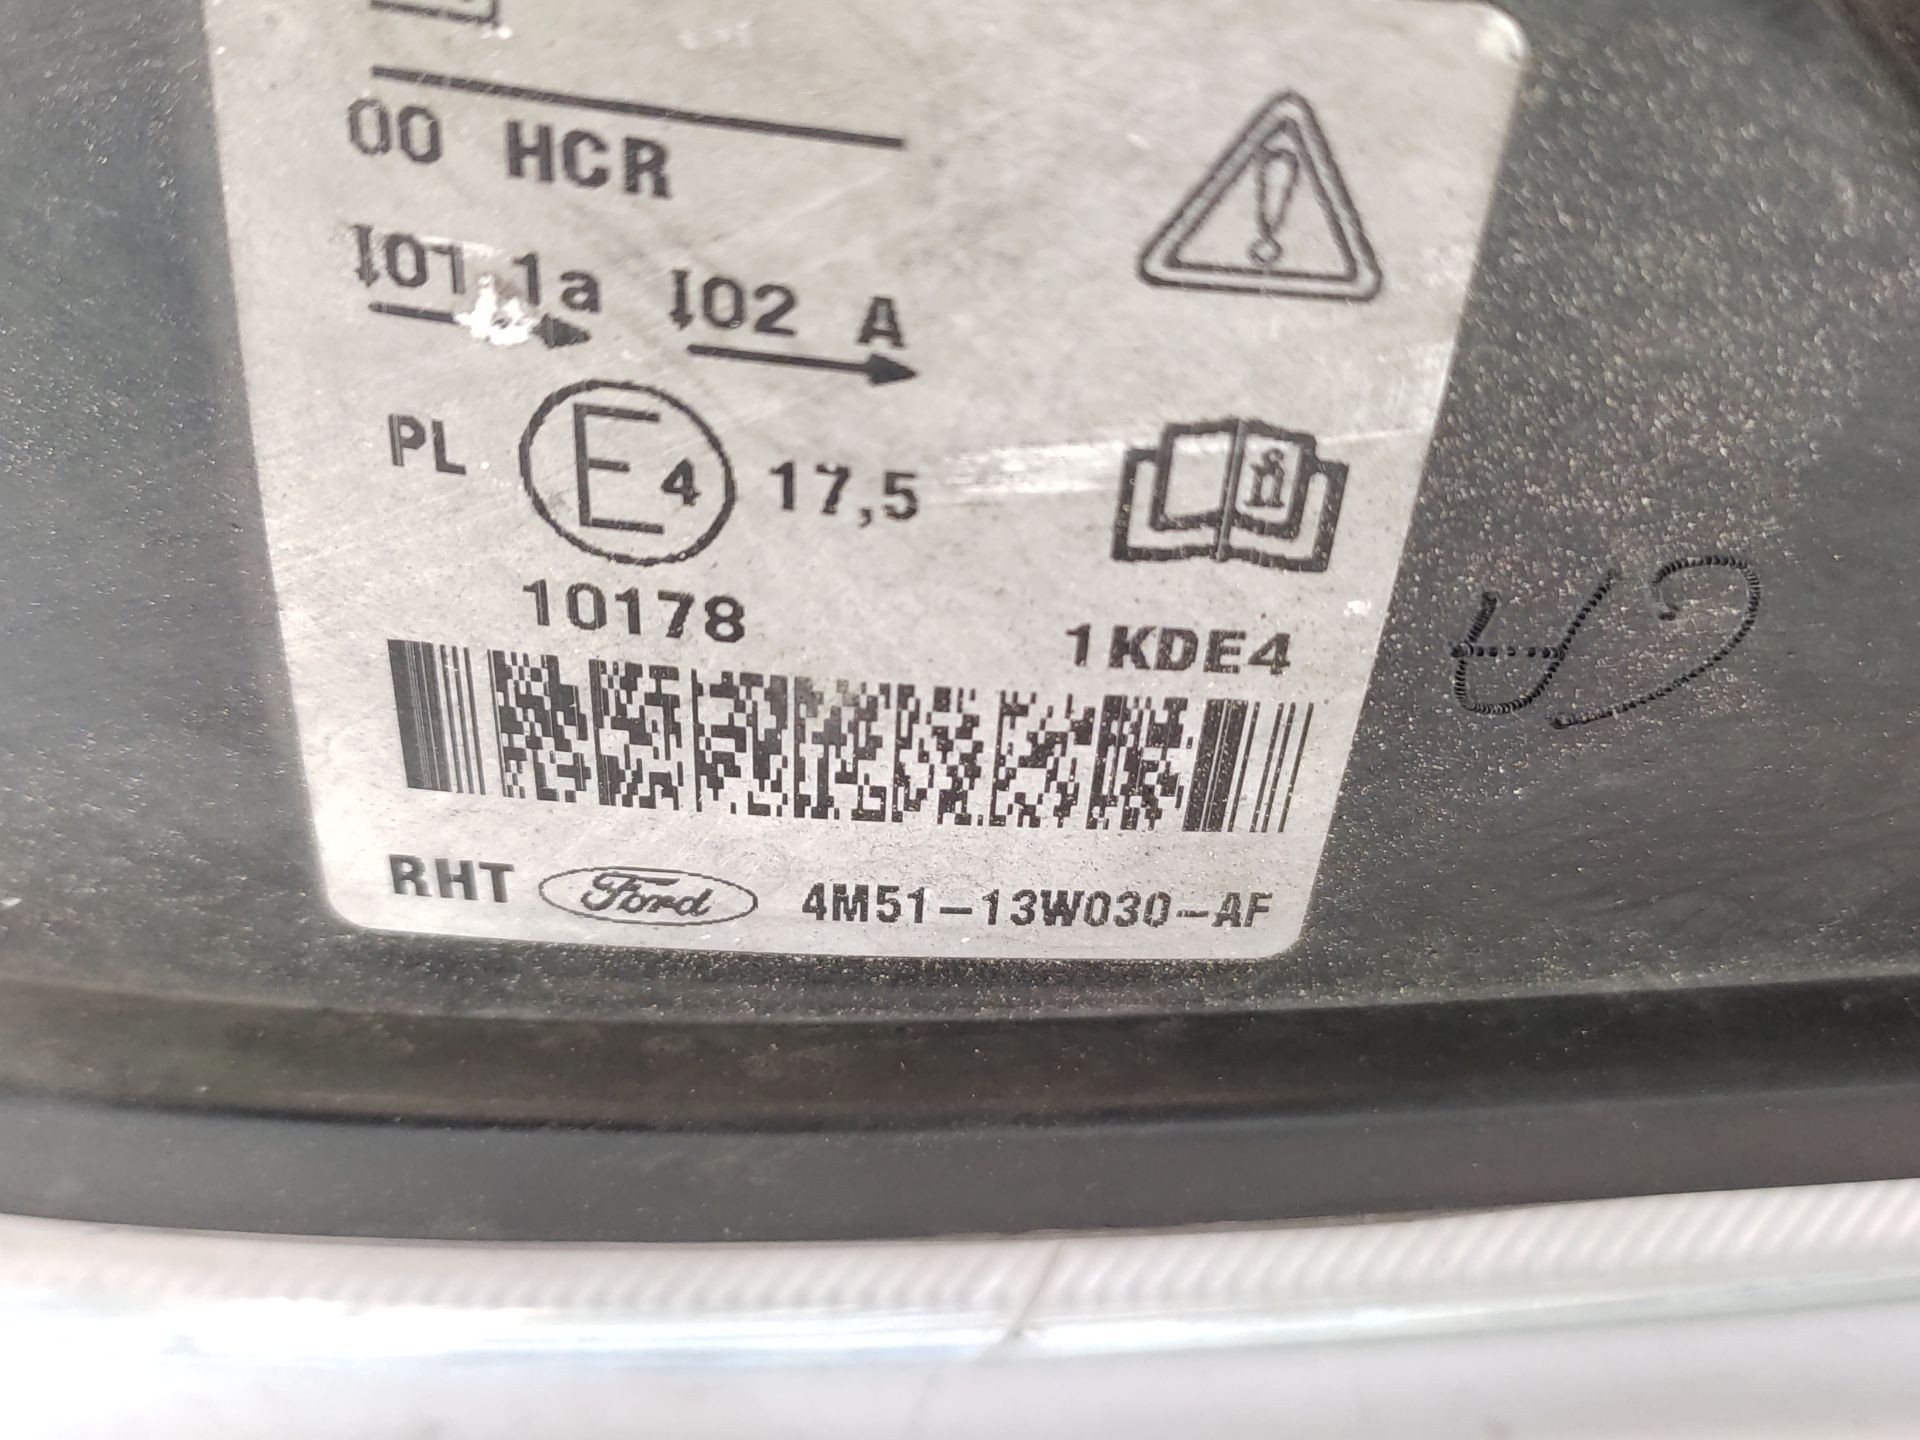 00 HCR
I01 1a I02 A
PL E4 17,5
10178
1KDE4
RHT Ford 4M51-13W030-AF